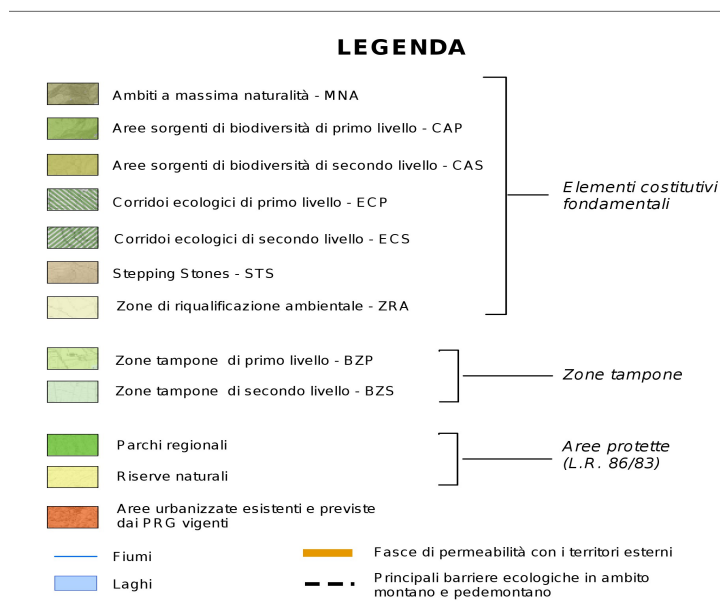 LEGENDA
Ambiti a massima naturalità - MNA
Aree sorgenti di biodiversità di primo livello - CAP
Aree sorgenti di biodiversità di secondo livello - CAS
Corridoi ecologici di primo livello - ECP
Corridoi ecologici di secondo livello - ECS
Stepping Stones - STS
Zone di riqualificazione ambientale - ZRA
Elementi costitutivi
fondamentali
Zone tampone di primo livello - BZP
Zone tampone di secondo livello - BZS
Zone tampone
Parchi regionali
Riserve naturali
Aree protette
(L.R. 86/83)
Aree urbanizzate esistenti e previste
dai PRG vigenti
Fiumi
Laghi
Fasce di permeabilità con i territori esterni
Principali barriere ecologiche in ambito
montano e pedemontano